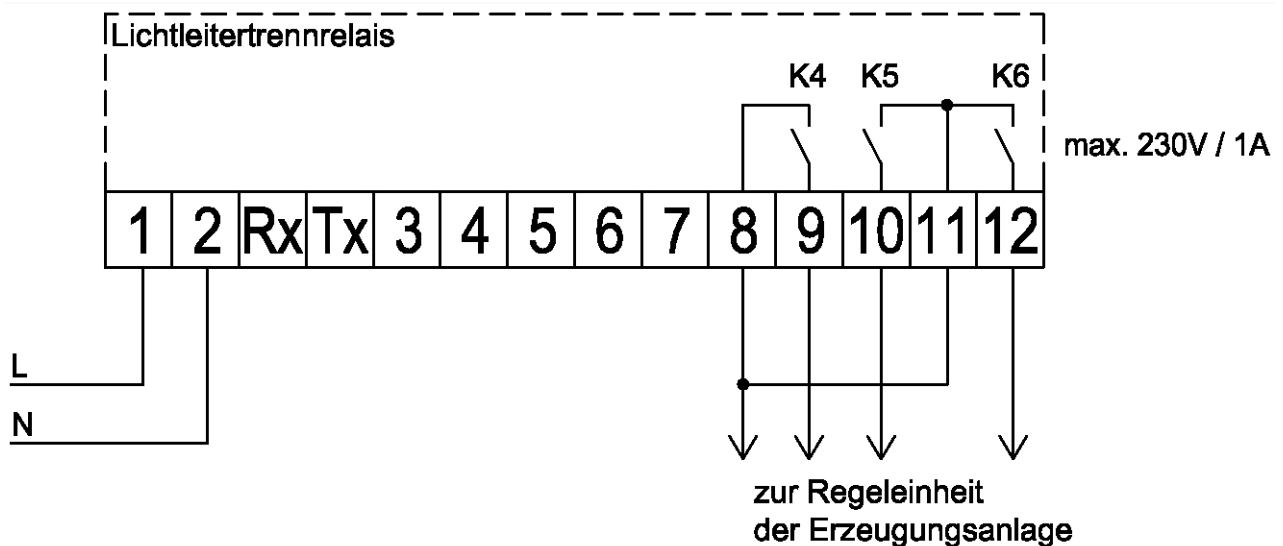 Lichtleitertrennrelais
K4 K5 K6
max. 230V / 1A
1 2 Rx Tx 3 4 5 6 7 8 9 10 11 12
L
N
zur Regeleinheit
der Erzeugungsanlage